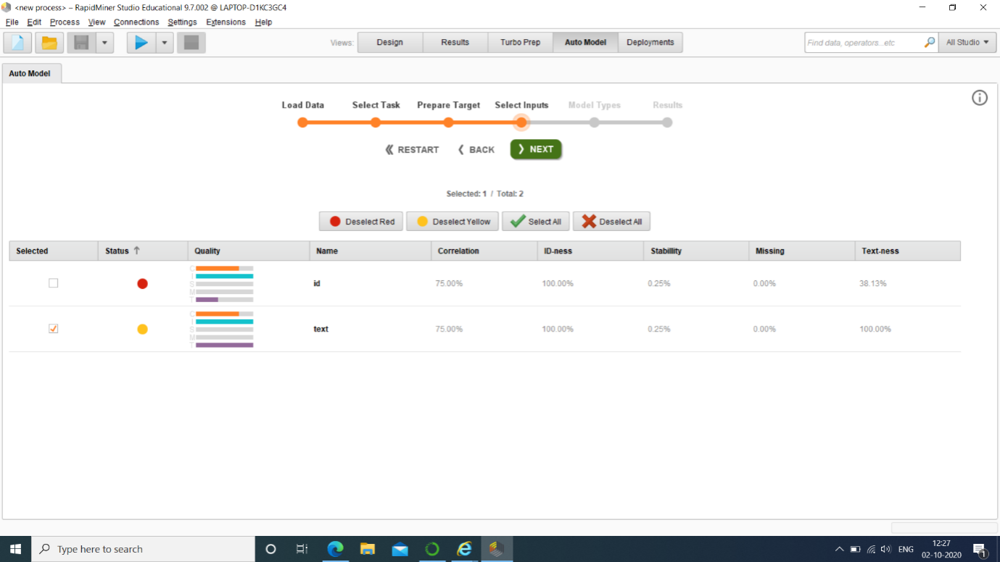 <new process> – RapidMiner Studio Educational 9.7.002 @ LAPTOP-D1KC3GC4
File Edit Process View Connections Settings Extensions Help
Views: Design Results Turbo Prep Auto Model Deployments Find data, operators...etc All Studio
Auto Model
Load Data Select Task Prepare Target Select Inputs Model Types Results
RESTART BACK NEXT
Selected: 1 / Total: 2
Deselect Red Deselect Yellow Select All Deselect All
Selected Status Quality Name Correlation ID-ness Stabillity Missing Text-ness
C
I
S
M
T
id 75.00% 100.00% 0.25% 0.00% 38.13%
C
I
S
M
T
text 75.00% 100.00% 0.25% 0.00% 100.00%
Type here to search
ENG
12:27
02-10-2020
1